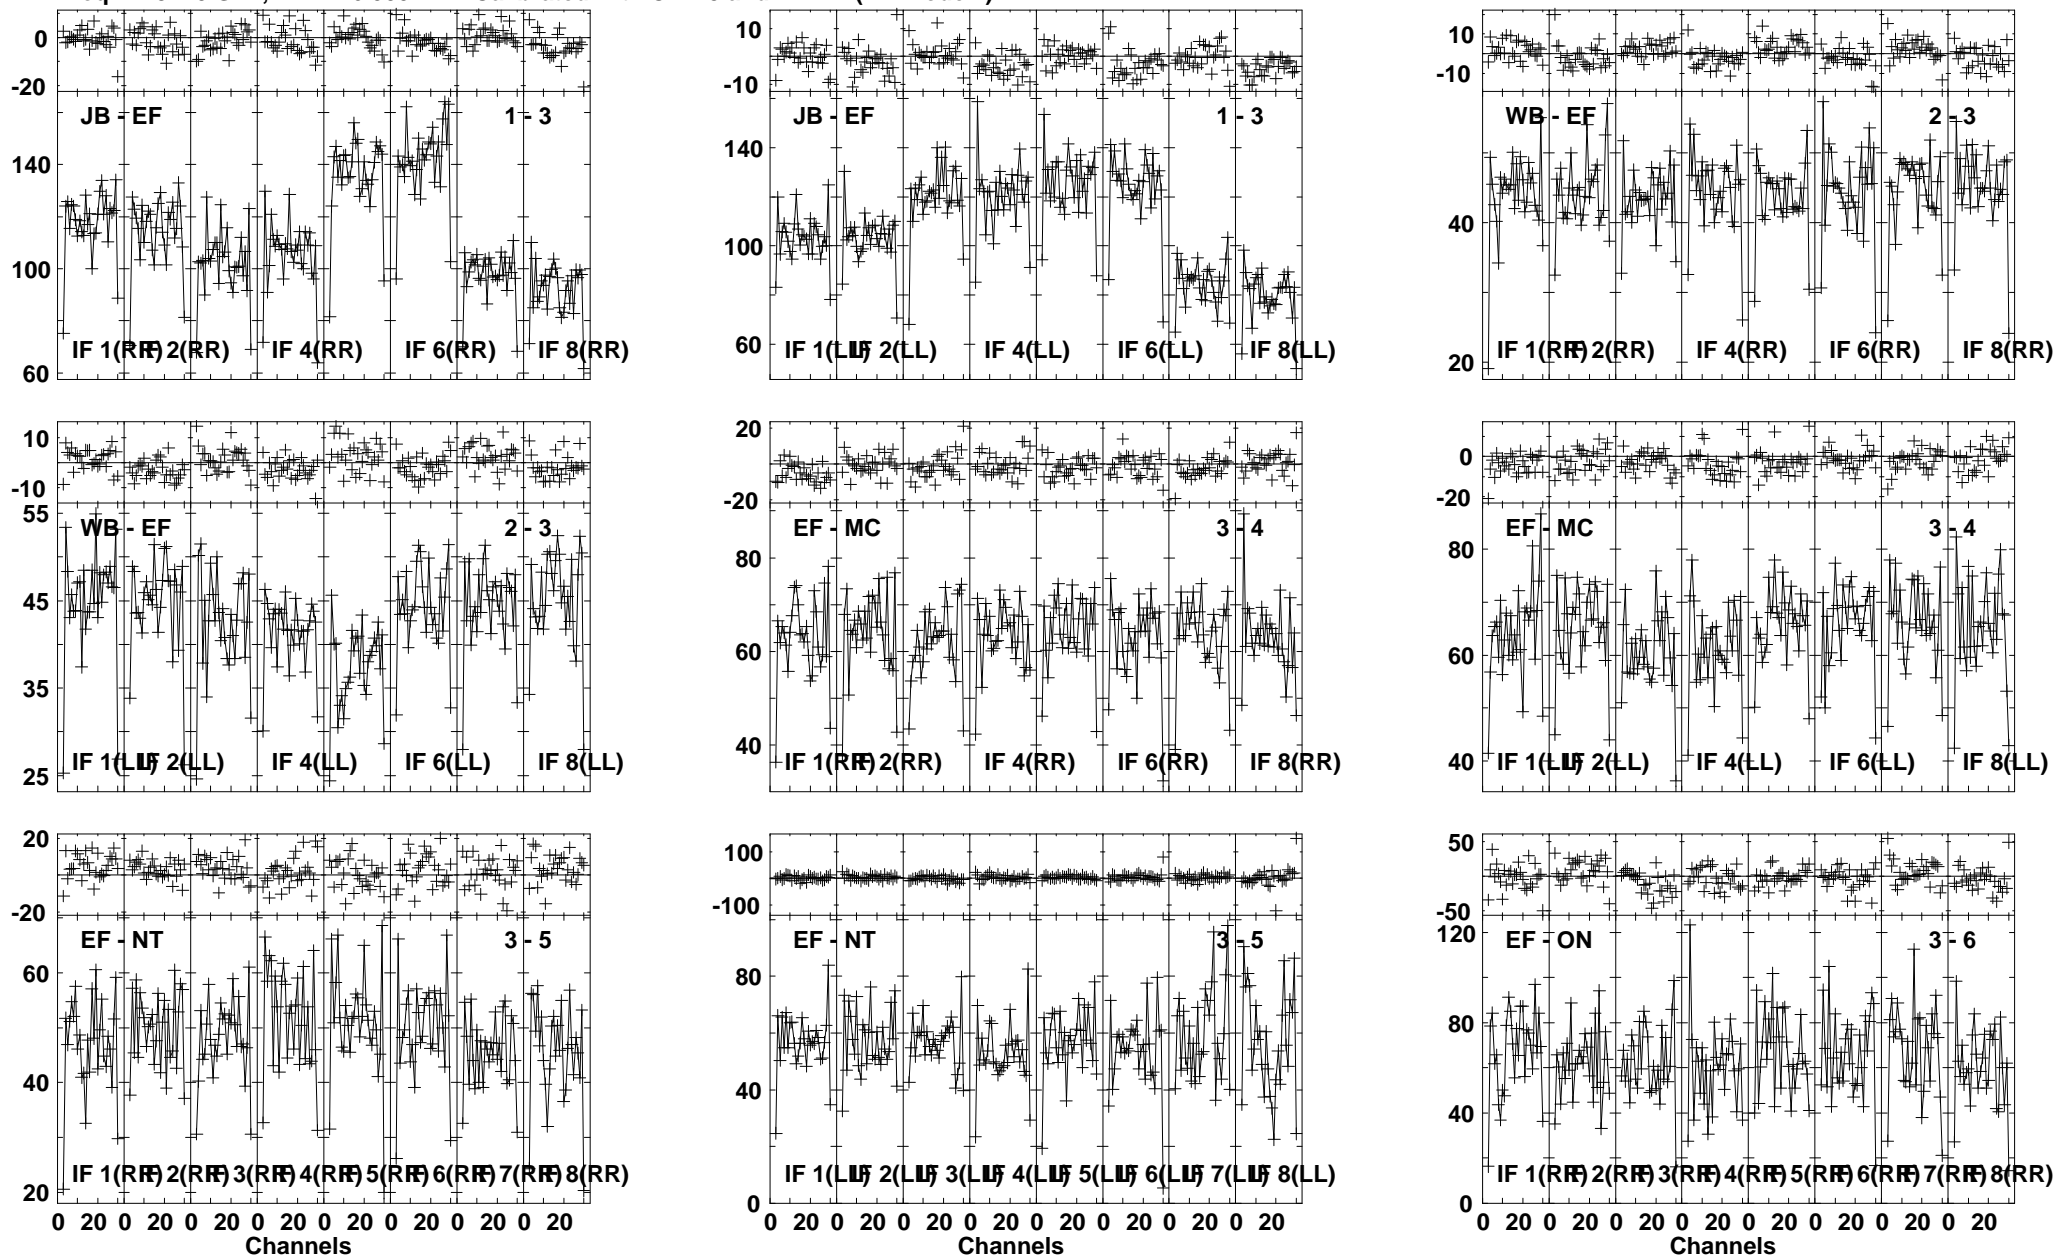 0
-20
JB - EF 1 - 3
140
100
60
IF 1(RR) IF 2(RR) IF 4(RR) IF 6(RR) IF 8(RR)
10
-10
JB - EF 1 - 3
140
100
60
IF 1(LL) IF 2(LL) IF 4(LL) IF 6(LL) IF 8(LL)
10
-10
WB - EF 2 - 3
40
20
IF 1(RR) IF 2(RR) IF 4(RR) IF 6(RR) IF 8(RR)
10
-10
55
WB - EF 2 - 3
45
35
25
IF 1(LL) IF 2(LL) IF 4(LL) IF 6(LL) IF 8(LL)
20
-20
EF - MC 3 - 4
80
60
40
IF 1(RR) IF 2(RR) IF 4(RR) IF 6(RR) IF 8(RR)
0
-20
EF - MC 3 - 4
80
60
40
IF 1(LL) IF 2(LL) IF 4(LL) IF 6(LL) IF 8(LL)
20
-20
EF - NT 3 - 5
60
40
20
IF 1(RR) IF 2(RR) IF 3(RR) IF 4(RR) IF 5(RR) IF 6(RR) IF 7(RR) IF 8(RR)
0 20 0 20 0 20 0 20 0 20 0 20 0 20 0 20
Channels
100
-100
EF - NT 3 - 5
80
40
0
IF 1(LL) IF 2(LL) IF 3(LL) IF 4(LL) IF 5(LL) IF 6(LL) IF 7(LL) IF 8(LL)
0 20 0 20 0 20 0 20 0 20 0 20 0 20 0 20
Channels
50
-50
EF - ON 3 - 6
120
80
40
0
IF 1(RR) IF 2(RR) IF 3(RR) IF 4(RR) IF 5(RR) IF 6(RR) IF 7(RR) IF 8(RR)
0 20 0 20 0 20 0 20 0 20 0 20 0 20 0 20
Channels